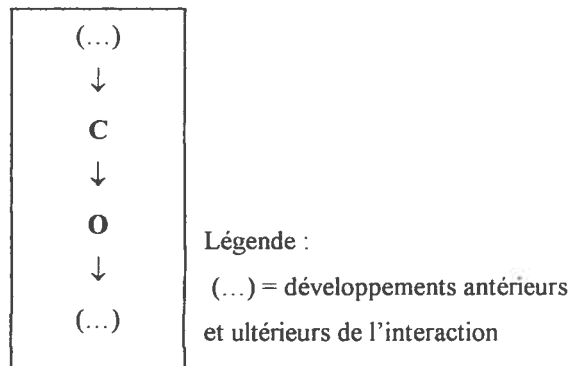 (...)
↓
C
↓
O
↓
(...)
Légende :
(...) = développements antérieurs
et ultérieurs de l'interaction